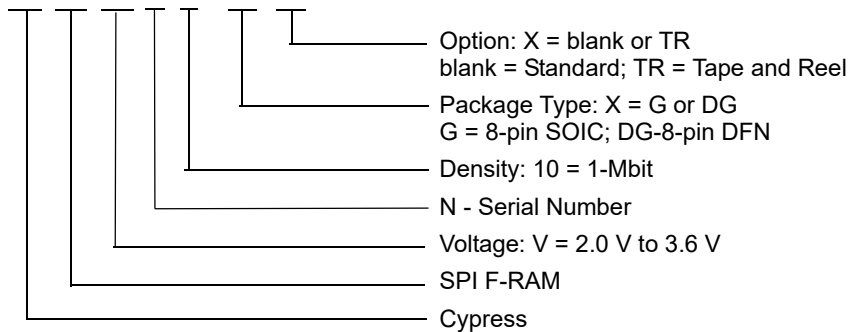 Option: X = blank or TR
blank = Standard; TR = Tape and Reel
Package Type: X = G or DG
G = 8-pin SOIC; DG-8-pin DFN
Density: 10 = 1-Mbit
N - Serial Number
Voltage: V = 2.0 V to 3.6 V
SPI F-RAM
Cypress